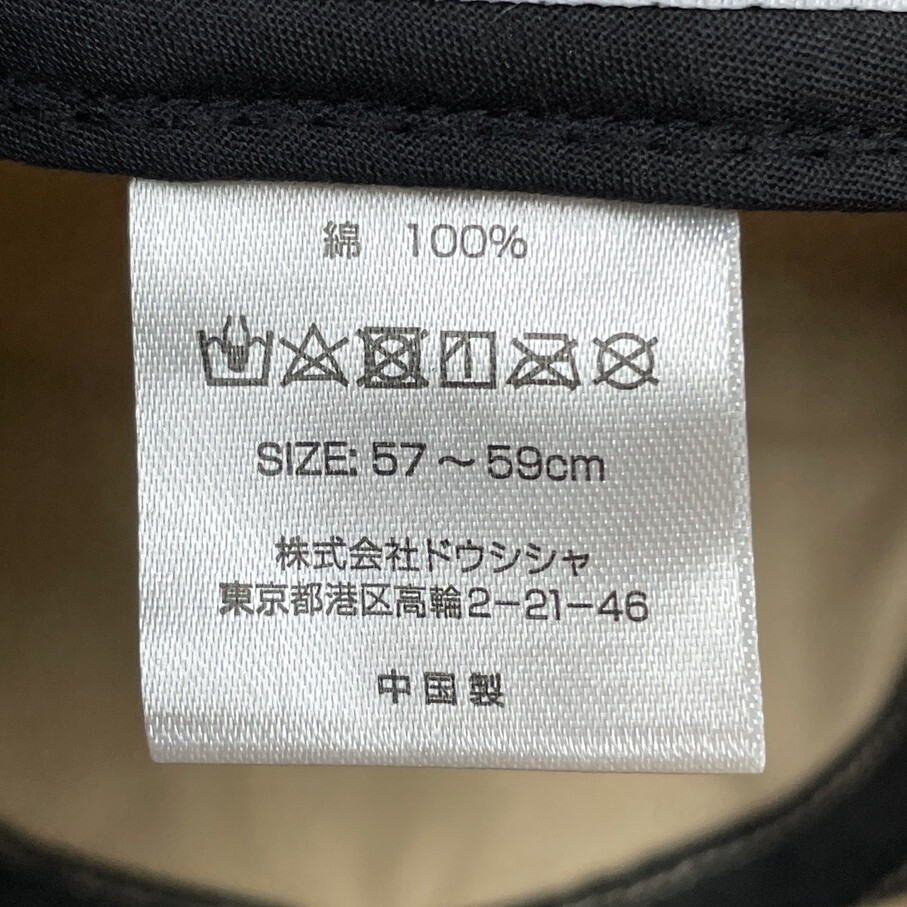 綿 100%
SIZE: 57～59cm
株式会社ドウシシャ
東京都港区高輪2-21-46
中国製